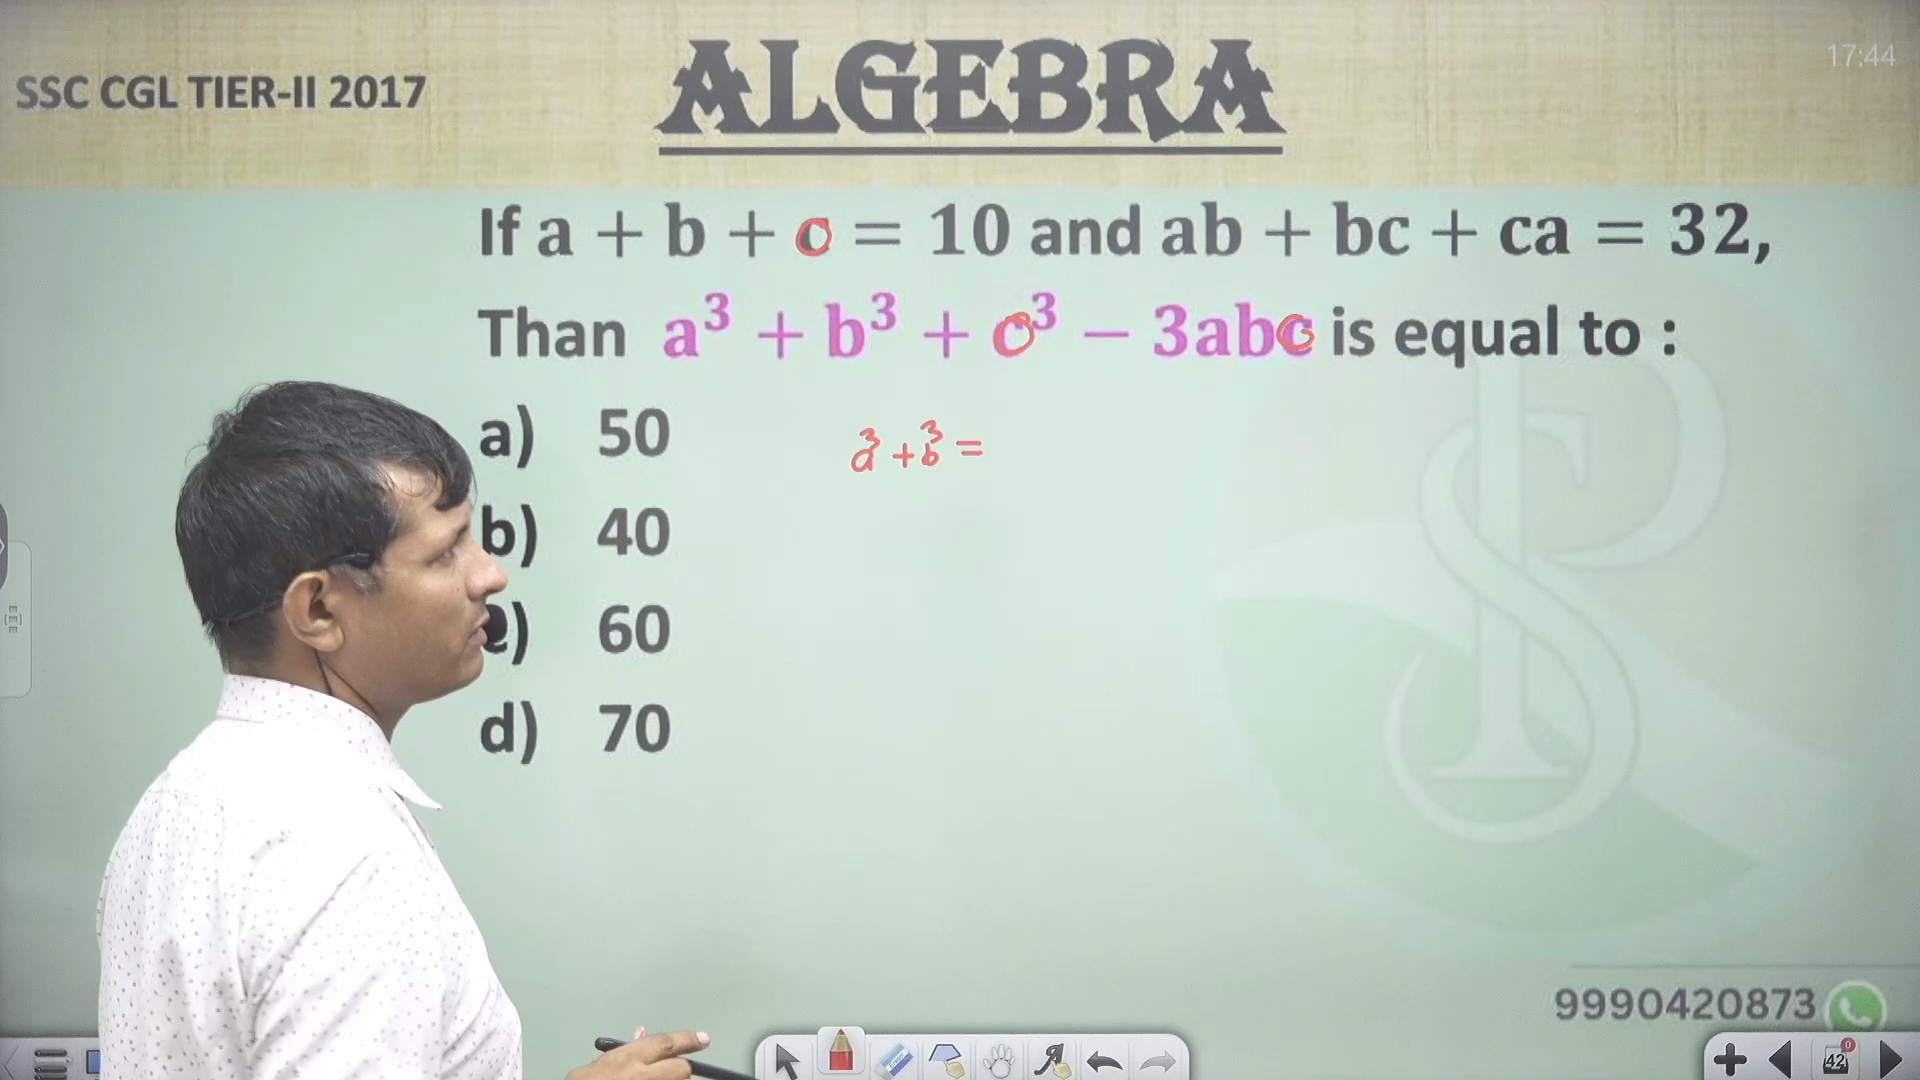 ALGEBRA
17:44
SSC CGL TIER-II 2017
If a + b + c = 10 and ab + bc + ca = 32,
Than a³ + b³ + c³ − 3abc is equal to :
a) 50
a³ + b³ =
b) 40
c) 60
d) 70
9990420873
42
0